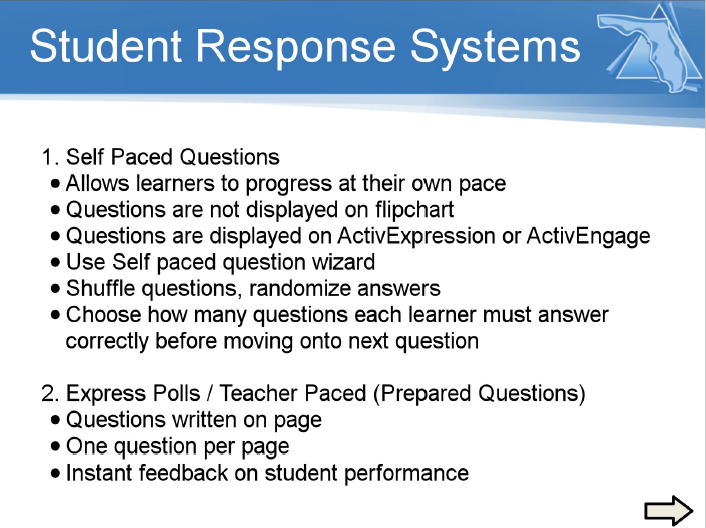 Student Response Systems
1. Self Paced Questions
• Allows learners to progress at their own pace
• Questions are not displayed on flipchart
• Questions are displayed on ActivExpression or ActivEngage
• Use Self paced question wizard
• Shuffle questions, randomize answers
• Choose how many questions each learner must answer
correctly before moving onto next question
2. Express Polls / Teacher Paced (Prepared Questions)
• Questions written on page
• One question per page
• Instant feedback on student performance